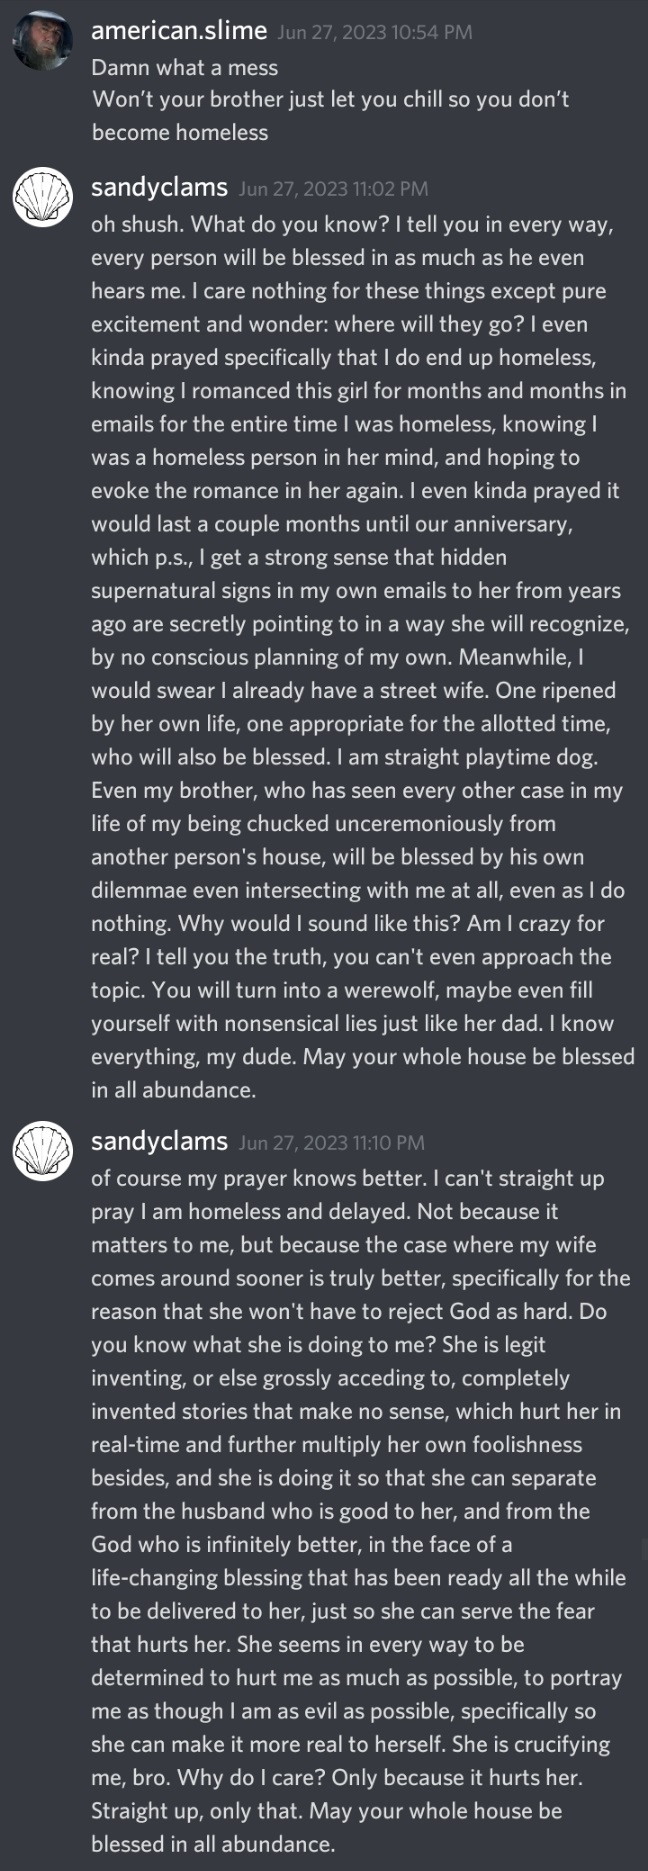 american.slime Jun 27, 2023 10:54 PM
Damn what a mess
Won't your brother just let you chill so you don't
become homeless
sandyclams Jun 27, 2023 11:02 PM
oh shush. What do you know? I tell you in every way,
every person will be blessed in as much as he even
hears me. I care nothing for these things except pure
excitement and wonder: where will they go? I even
kinda prayed specifically that I do end up homeless,
knowing I romanced this girl for months and months in
emails for the entire time I was homeless, knowing I
was a homeless person in her mind, and hoping to
evoke the romance in her again. I even kinda prayed it
would last a couple months until our anniversary,
which p.s., I get a strong sense that hidden
supernatural signs in my own emails to her from years
ago are secretly pointing to in a way she will recognize,
by no conscious planning of my own. Meanwhile, I
would swear I already have a street wife. One ripened
by her own life, one appropriate for the allotted time,
who will also be blessed. I am straight playtime dog.
Even my brother, who has seen every other case in my
life of my being chucked unceremoniously from
another person's house, will be blessed by his own
dilemmae even intersecting with me at all, even as I do
nothing. Why would I sound like this? Am I crazy for
real? I tell you the truth, you can't even approach the
topic. You will turn into a werewolf, maybe even fill
yourself with nonsensical lies just like her dad. I know
everything, my dude. May your whole house be blessed
in all abundance.
sandyclams Jun 27, 2023 11:10 PM
of course my prayer knows better. I can't straight up
pray I am homeless and delayed. Not because it
matters to me, but because the case where my wife
comes around sooner is truly better, specifically for the
reason that she won't have to reject God as hard. Do
you know what she is doing to me? She is legit
inventing, or else grossly acceding to, completely
invented stories that make no sense, which hurt her in
real-time and further multiply her own foolishness
besides, and she is doing it so that she can separate
from the husband who is good to her, and from the
God who is infinitely better, in the face of a
life-changing blessing that has been ready all the while
to be delivered to her, just so she can serve the fear
that hurts her. She seems in every way to be
determined to hurt me as much as possible, to portray
me as though I am as evil as possible, specifically so
she can make it more real to herself. She is crucifying
me, bro. Why do I care? Only because it hurts her.
Straight up, only that. May your whole house be
blessed in all abundance.